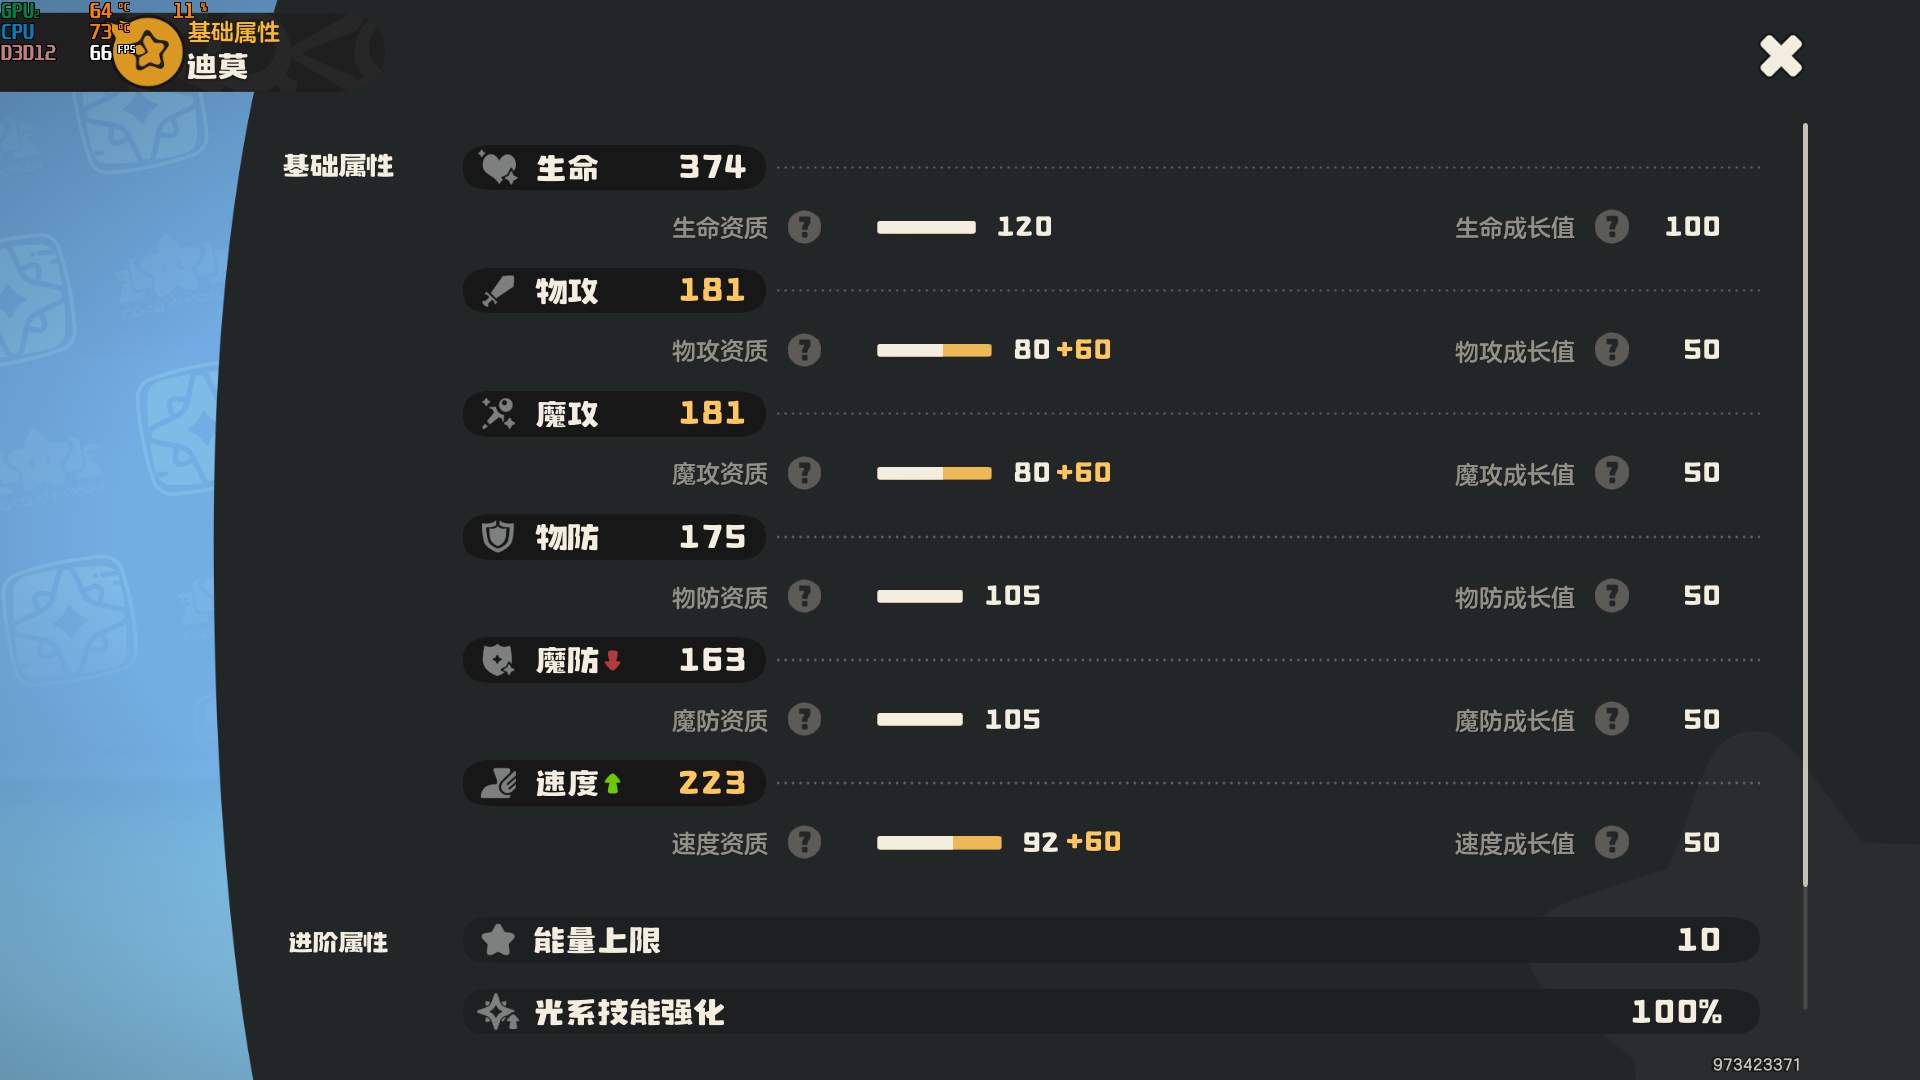 GPU 64 °C 11 %
CPU 73 °C
D3D12 66 FPS
基础属性
迪莫
基础属性 生命 374
生命资质 ? 120 生命成长值 ? 100
物攻 181
物攻资质 ? 80 +60 物攻成长值 ? 50
魔攻 181
魔攻资质 ? 80 +60 魔攻成长值 ? 50
物防 175
物防资质 ? 105 物防成长值 ? 50
魔防 163
魔防资质 ? 105 魔防成长值 ? 50
速度 223
速度资质 ? 92 +60 速度成长值 ? 50
进阶属性 能量上限 10
光系技能强化 100%
973423371